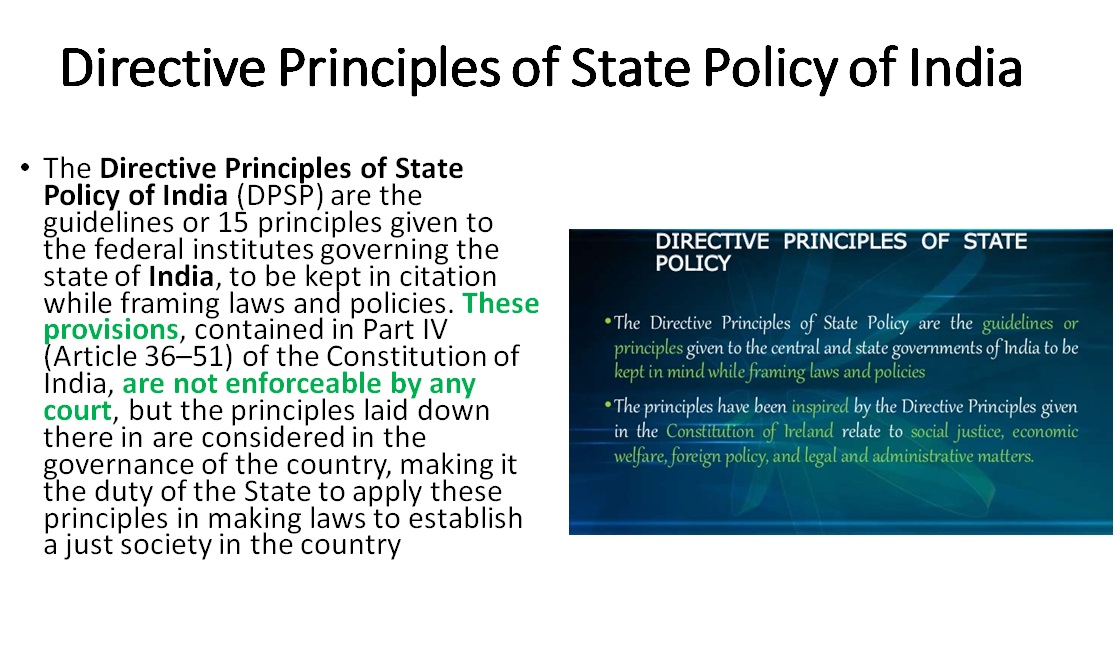 Directive Principles of State Policy of India
• The Directive Principles of State
Policy of India (DPSP) are the
guidelines or 15 principles given to
the federal institutes governing the
state of India, to be kept in citation
while framing laws and policies. These
provisions, contained in Part IV
(Article 36–51) of the Constitution of
India, are not enforceable by any
court, but the principles laid down
there in are considered in the
governance of the country, making it
the duty of the State to apply these
principles in making laws to establish
a just society in the country
DIRECTIVE PRINCIPLES OF STATE
POLICY
•The Directive Principles of State Policy are the guidelines or
principles given to the central and state governments of India to be
kept in mind while framing laws and policies
•The principles have been inspired by the Directive Principles given
in the Constitution of Ireland relate to social justice, economic
welfare, foreign policy, and legal and administrative matters.